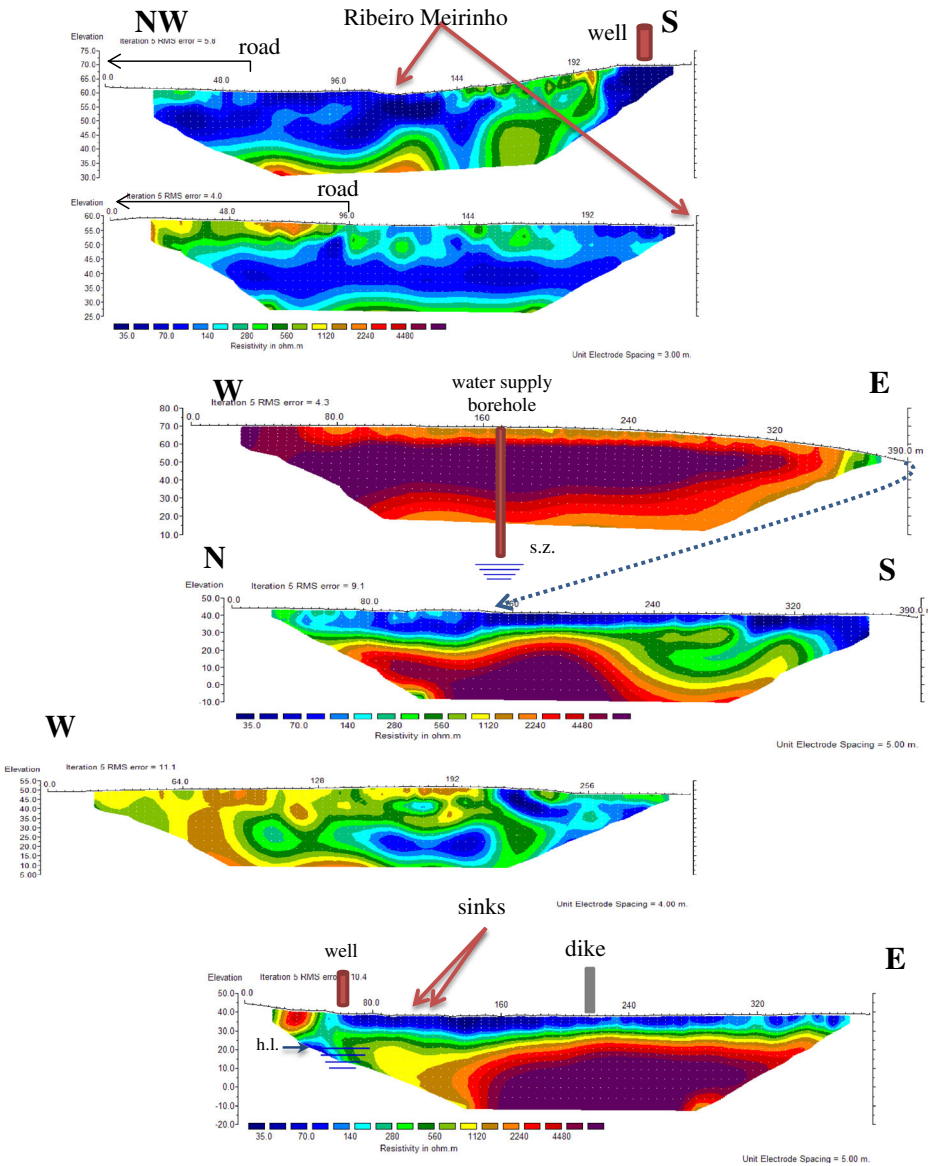 NW Ribeiro Meirinho S
Elevation Iteration 5 RMS error = 5.8 well
75.0 road
70.0
65.0 0.0 48.0 96.0 144 192
60.0
55.0
50.0
45.0
40.0
35.0
30.0
Elevation Iteration 5 RMS error = 4.0 road
60.0 0.0 48.0 96.0 144 192
55.0
50.0
45.0
40.0
35.0
30.0
25.0
35.0 70.0 140 280 560 1120 2240 4480
Resistivity in ohm.m
Unit Electrode Spacing = 3.00 m.
W water supply borehole E
Iteration 5 RMS error = 4.3
80.0 0.0 80.0 160 240 320 390.0 m
70.0
60.0
50.0
40.0
30.0
20.0
10.0
s.z.
N S
Elevation Iteration 5 RMS error = 9.1
50.0 0.0 80.0 160 240 320 390.0 m
40.0
30.0
20.0
10.0
0.0
-10.0
35.0 70.0 140 280 560 1120 2240 4480
Resistivity in ohm.m
Unit Electrode Spacing = 5.00 m.
W
Elevation Iteration 5 RMS error = 11.1
55.0 0.0 64.0 128 192 256
50.0
45.0
40.0
35.0
30.0
25.0
20.0
15.0
10.0
5.00
Unit Electrode Spacing = 4.00 m.
sinks
well dike E
Elevation Iteration 5 RMS error 10.4
50.0 0.0 80.0 160 240 320
40.0
30.0
h.l. 20.0
10.0
0.0
-10.0
-20.0
35.0 70.0 140 280 560 1120 2240 4480
Resistivity in ohm.m
Unit Electrode Spacing = 5.00 m.